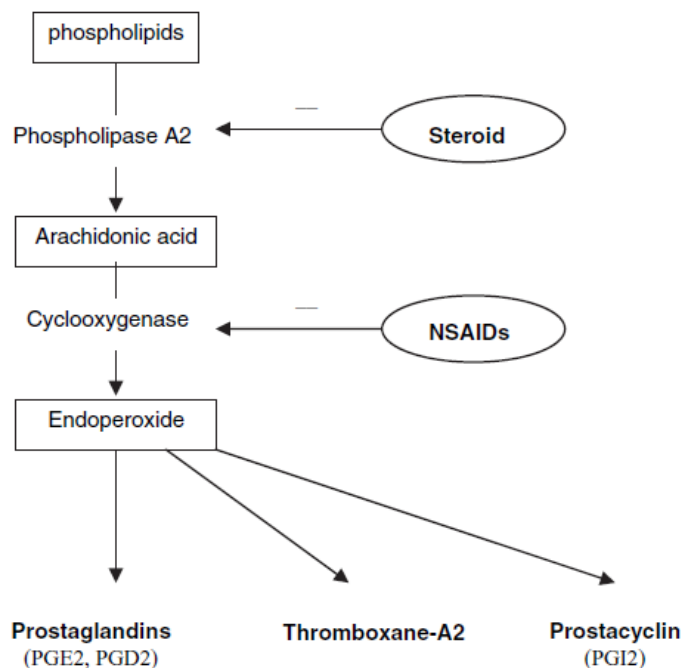 phospholipids
Phospholipase A2
—
Steroid
Arachidonic acid
Cyclooxygenase
—
NSAIDs
Endoperoxide
Prostaglandins
(PGE2, PGD2)
Thromboxane-A2
Prostacyclin
(PGI2)